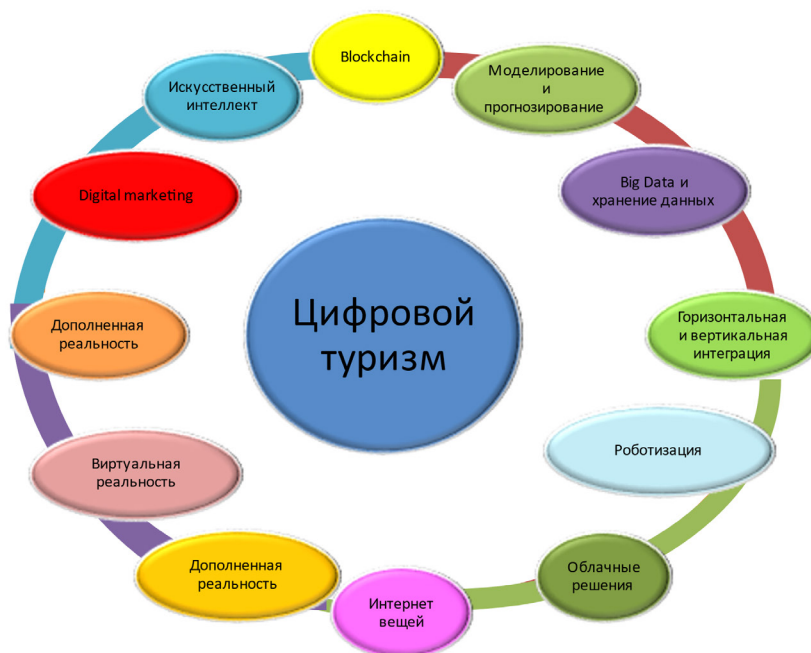 Blockchain
Моделирование
и
прогнозирование
Big Data и
хранение данных
Горизонтальная
и вертикальная
интеграция
Роботизация
Облачные
решения
Интернет
вещей
Дополненная
реальность
Виртуальная
реальность
Дополненная
реальность
Digital marketing
Искусственный
интеллект
Цифровой
туризм